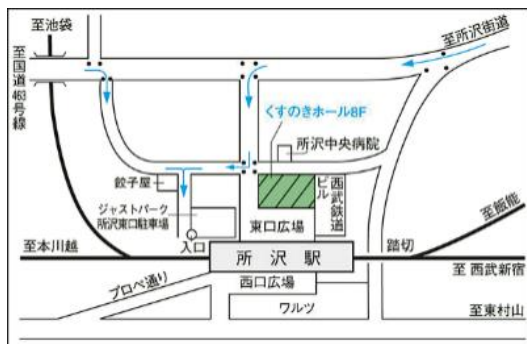 至池袋
至所沢街道
至国道463号線
くすのきホール8F
所沢中央病院
餃子屋
ビル
西武鉄道
ジャストパーク
所沢東口駐車場
東口広場
至飯能
至本川越
入口
所沢駅
踏切
至 西武新宿
プロペ通り
西口広場
ワルツ
至東村山